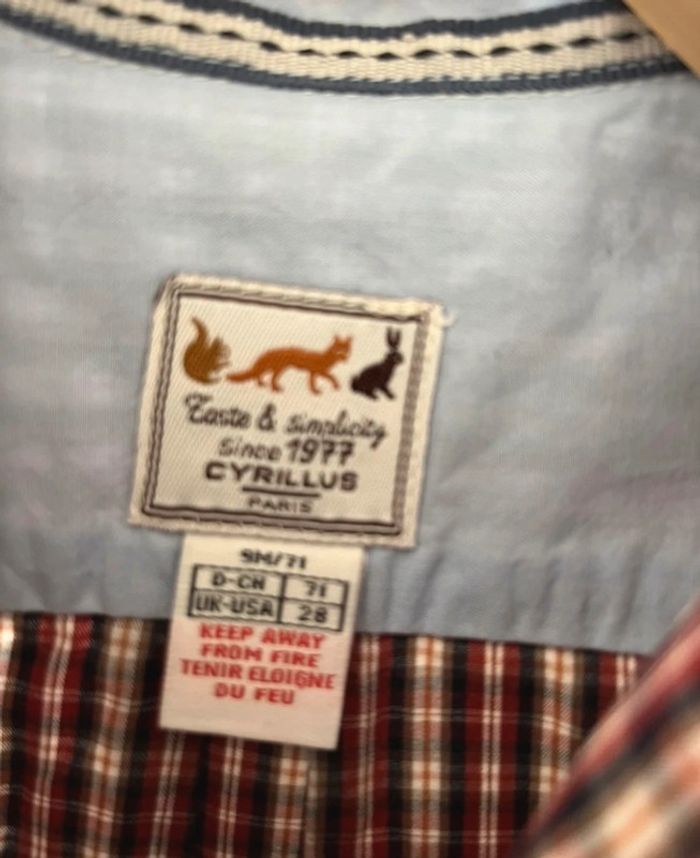 Taste & simplicity
Since 1977
CYRILLUS
PARIS
9M/71
D-CH 71
UK-USA 28
KEEP AWAY
FROM FIRE
TENIR ELOIGNE
DU FEU